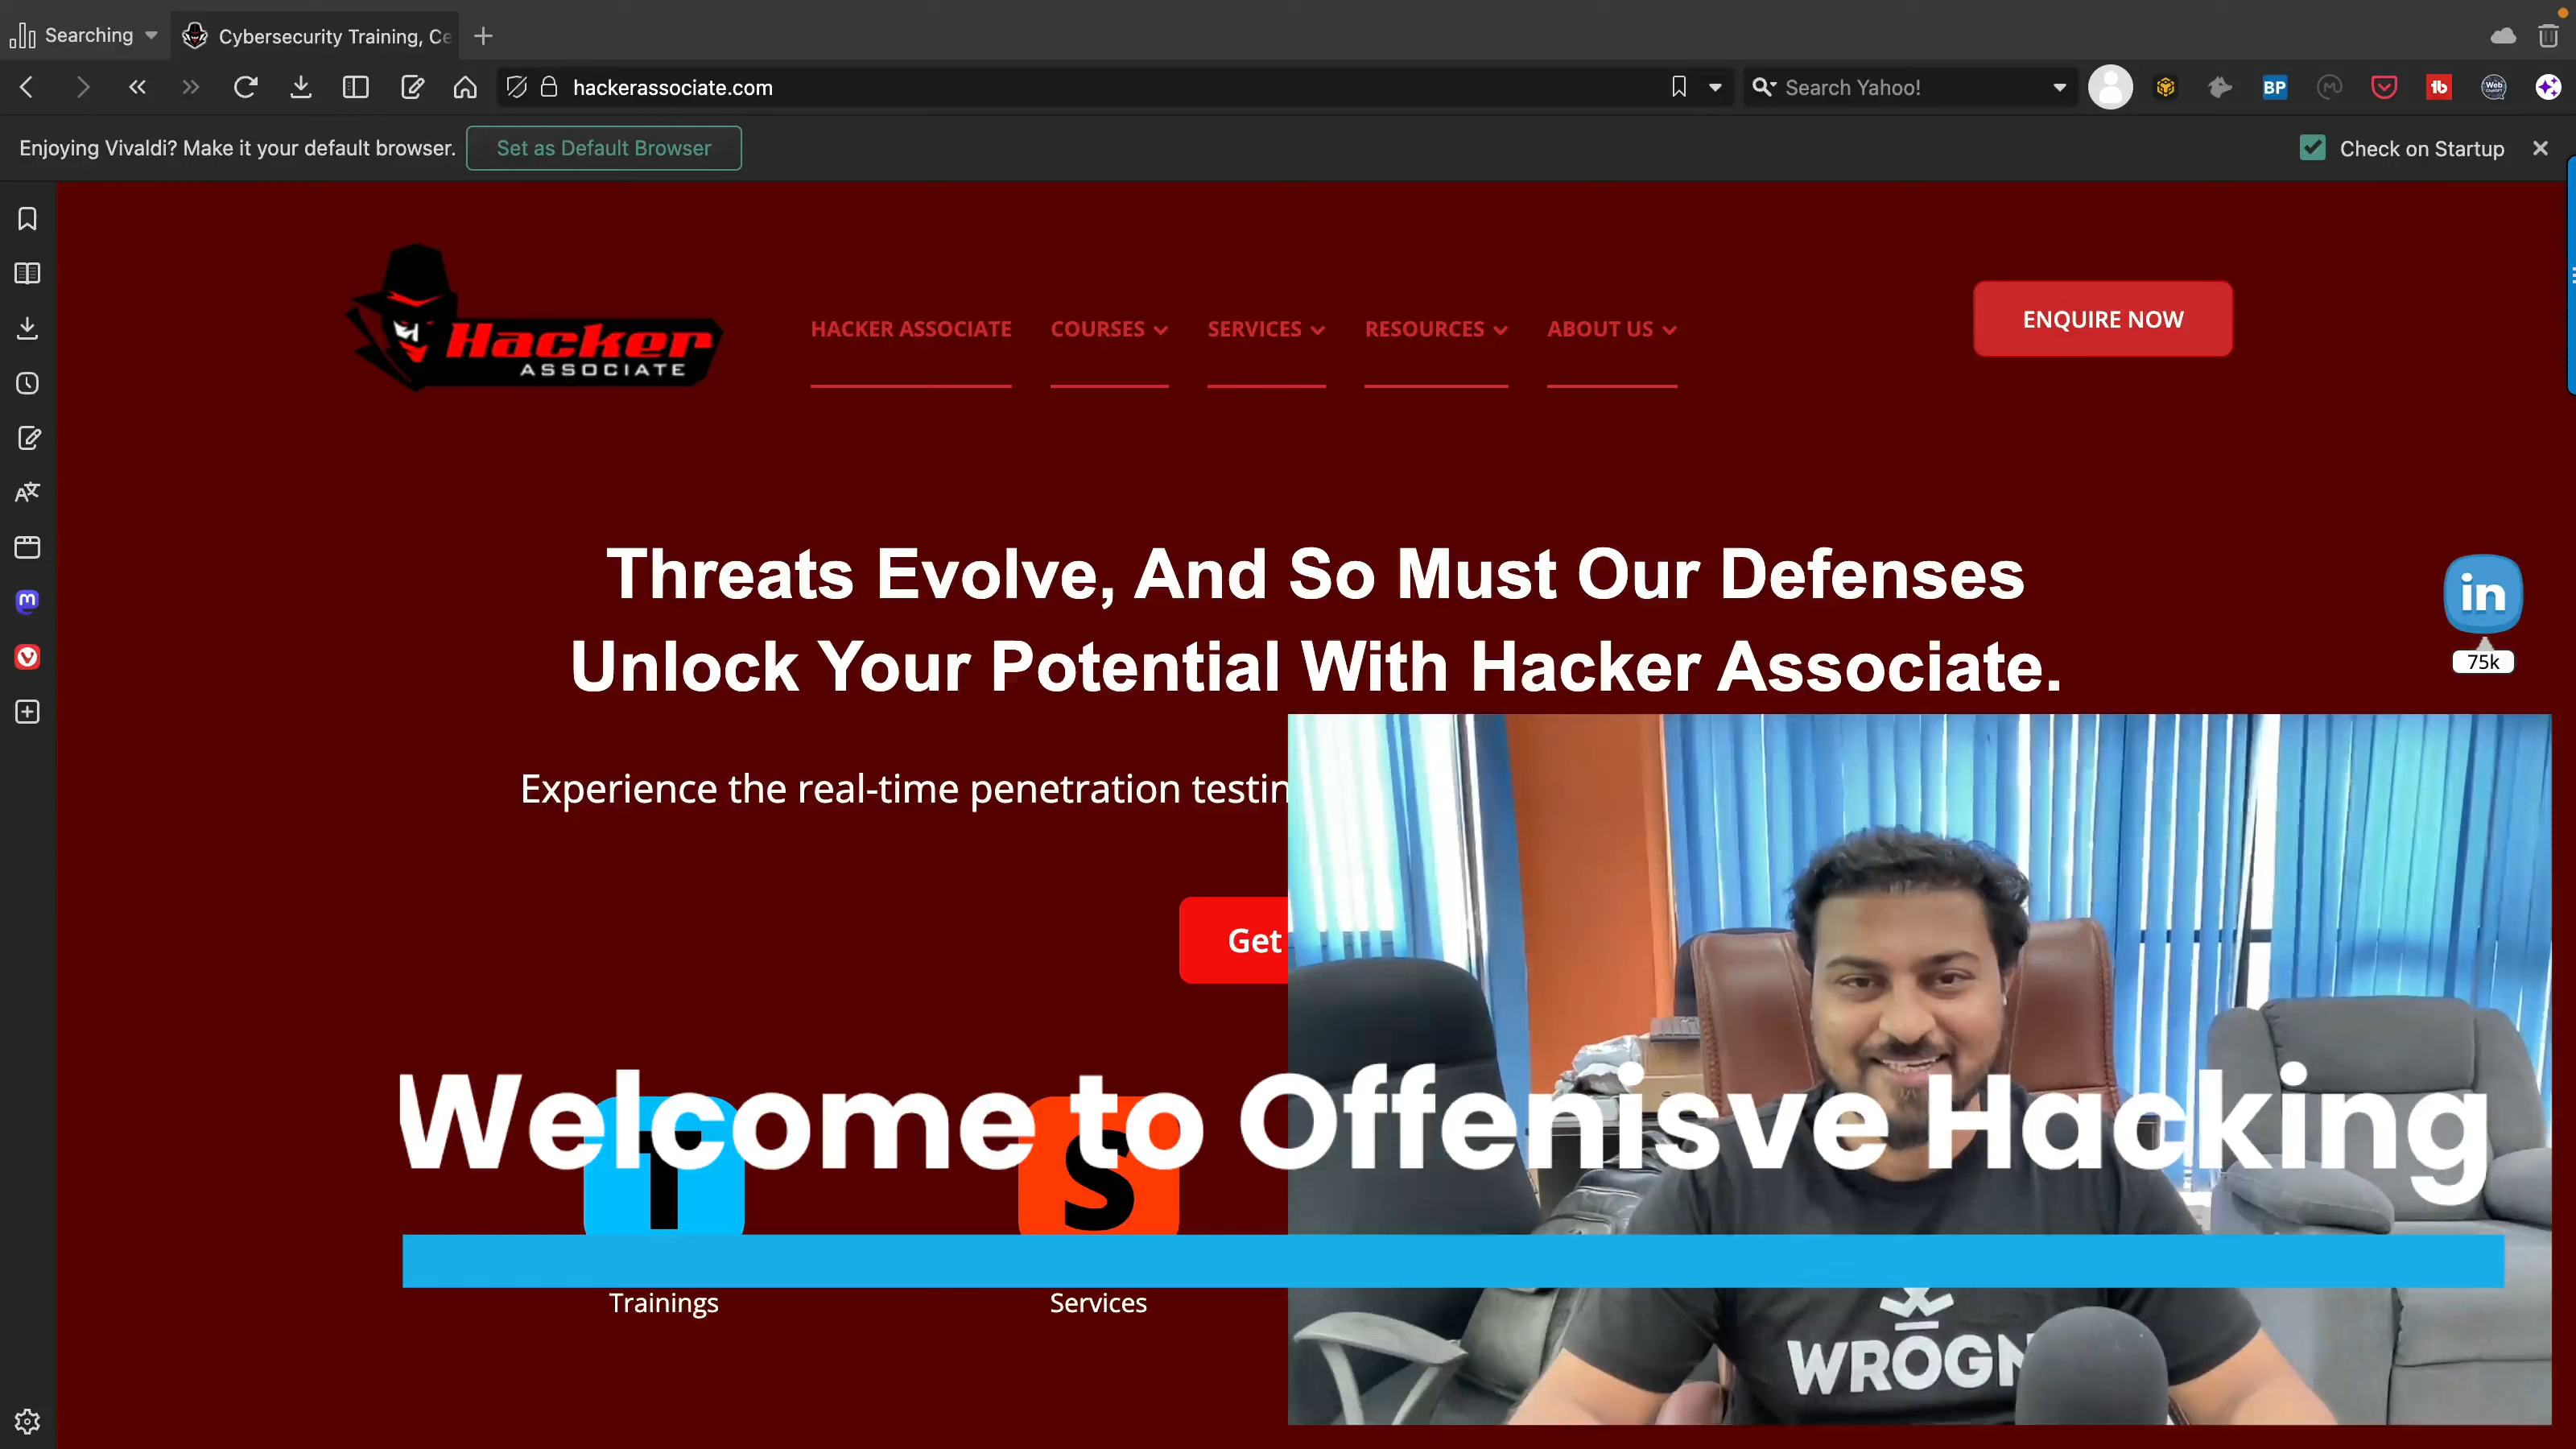 Searching
Cybersecurity Training, Ce
hackerassociate.com
Search Yahoo!
BP
tb
Enjoying Vivaldi? Make it your default browser.
Set as Default Browser
Check on Startup
Hacker
ASSOCIATE
HACKER ASSOCIATE
COURSES
SERVICES
RESOURCES
ABOUT US
ENQUIRE NOW
Threats Evolve, And So Must Our Defenses
Unlock Your Potential With Hacker Associate.
in
75k
Experience the real-time penetration testin
Get
Welcome to Offenisve Hacking
T
S
Trainings
Services
WROGN